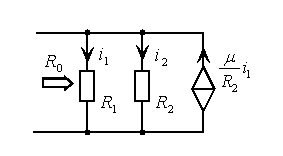 R₀
i₁
R₁
i₂
R₂
μ/R₂ i₁